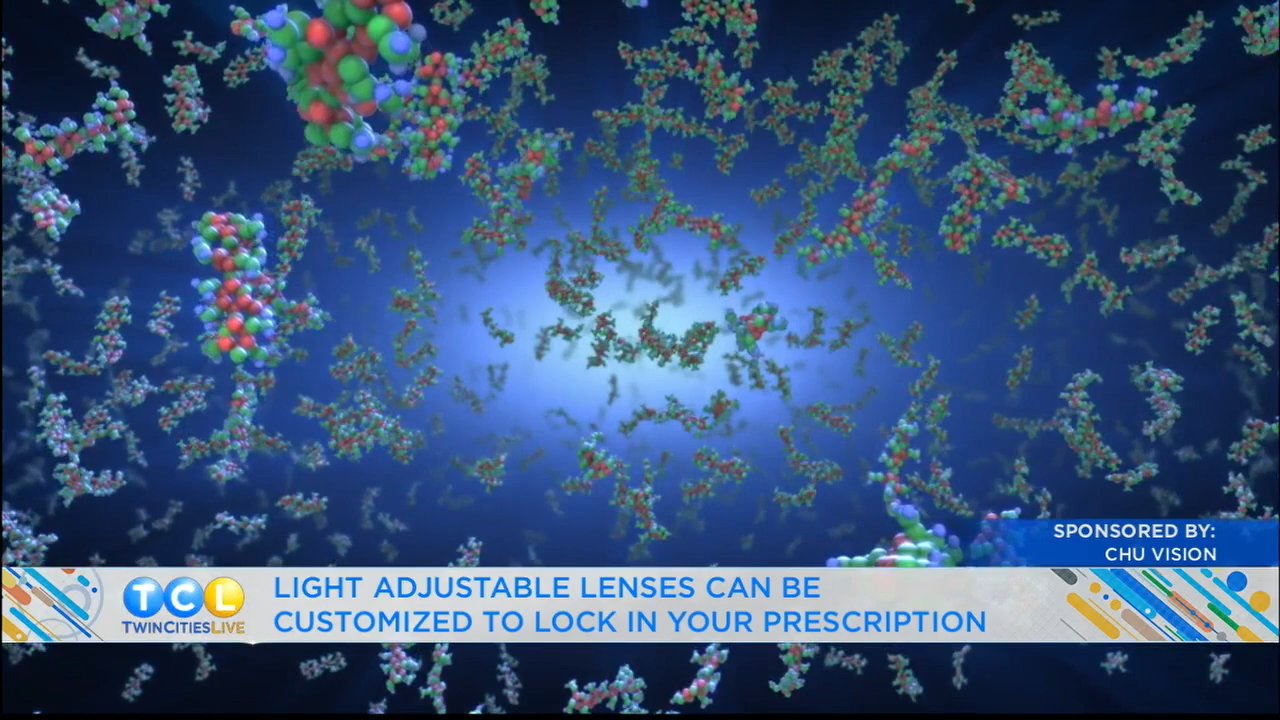 SPONSORED BY:
CHU VISION
TCL
TWINCITIESLIVE
LIGHT ADJUSTABLE LENSES CAN BE
CUSTOMIZED TO LOCK IN YOUR PRESCRIPTION